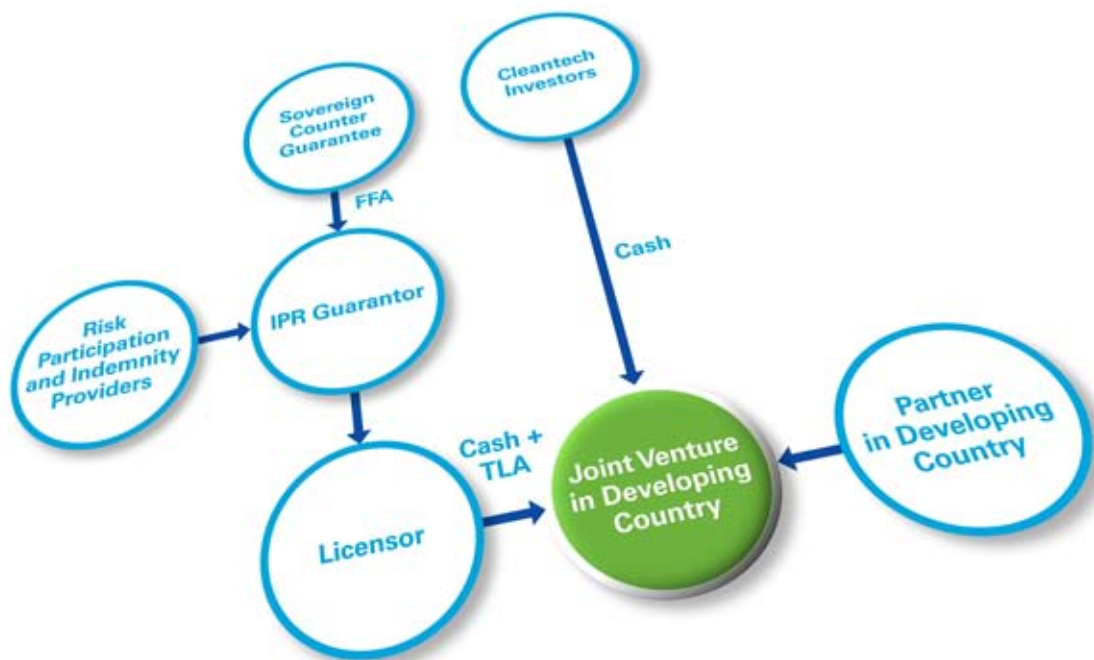 Cleantech
Investors
Sovereign
Counter
Guarantee
FFA
Cash
IPR Guarantor
Risk
Participation
and Indemnity
Providers
Partner
in Developing
Country
Cash +
TLA
Joint Venture
in Developing
Country
Licensor